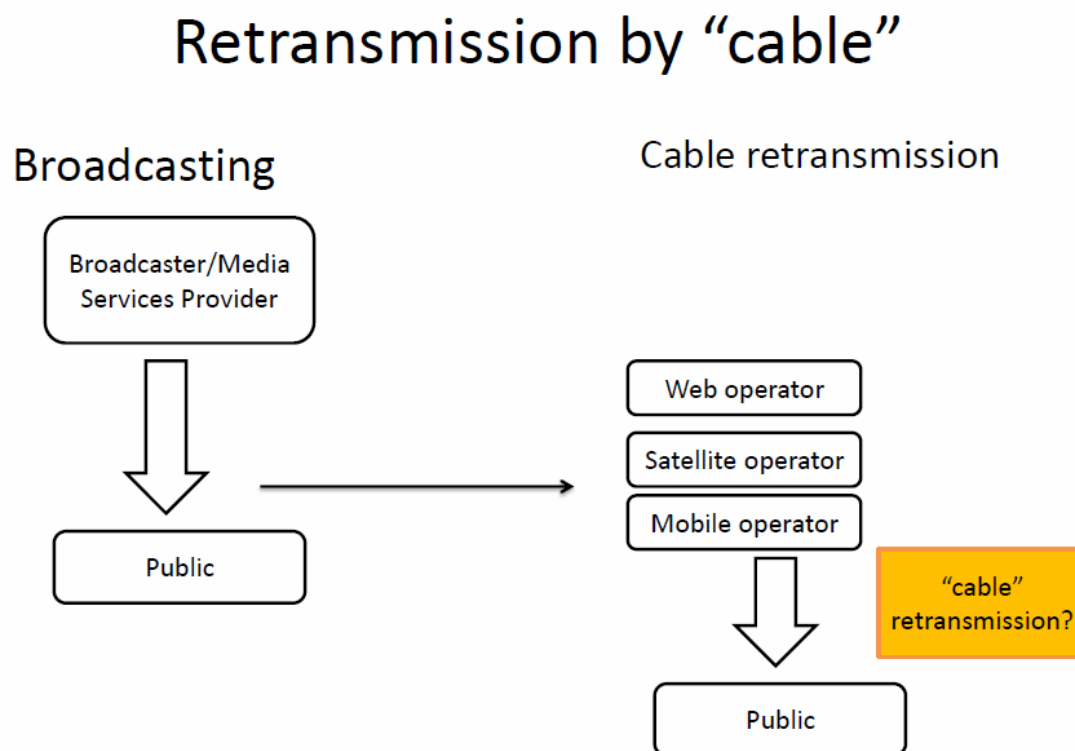 Retransmission by “cable”
Broadcasting
Broadcaster/Media
Services Provider
Public
Cable retransmission
Web operator
Satellite operator
Mobile operator
“cable”
retransmission?
Public